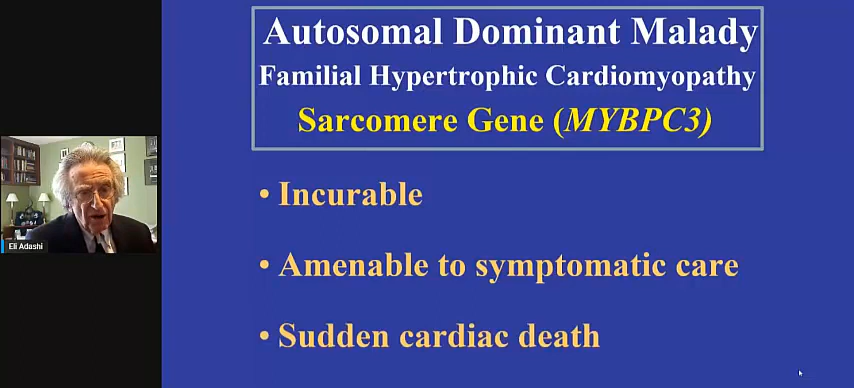 Autosomal Dominant Malady
Familial Hypertrophic Cardiomyopathy
Sarcomere Gene (MYBPC3)
• Incurable
• Amenable to symptomatic care
• Sudden cardiac death
Eli Adashi